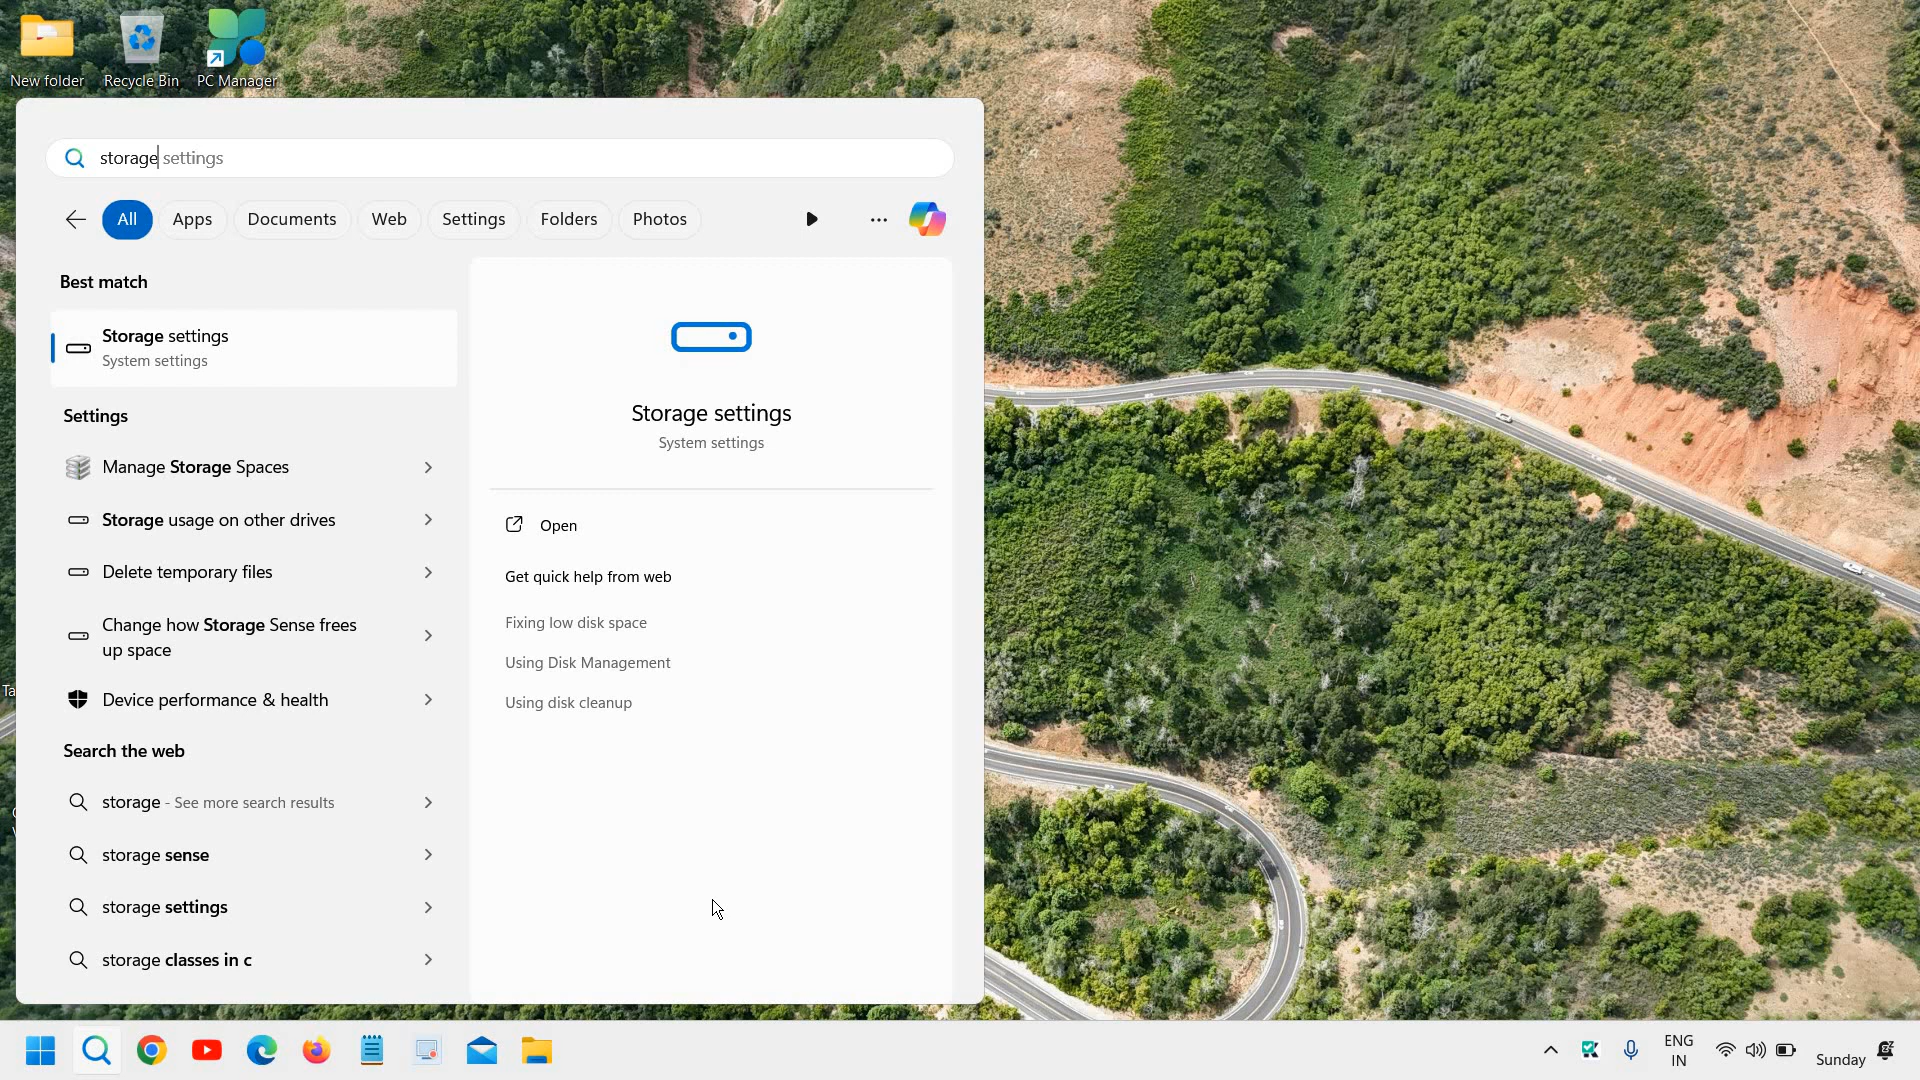 New folder
Recycle Bin
PC Manager
storage settings
All
Apps
Documents
Web
Settings
Folders
Photos
Best match
Storage settings
System settings
Settings
Manage Storage Spaces
Storage usage on other drives
Delete temporary files
Change how Storage Sense frees
up space
Device performance & health
Search the web
storage - See more search results
storage sense
storage settings
storage classes in c
Storage settings
System settings
Open
Get quick help from web
Fixing low disk space
Using Disk Management
Using disk cleanup
Ta
ENG
IN
Sunday